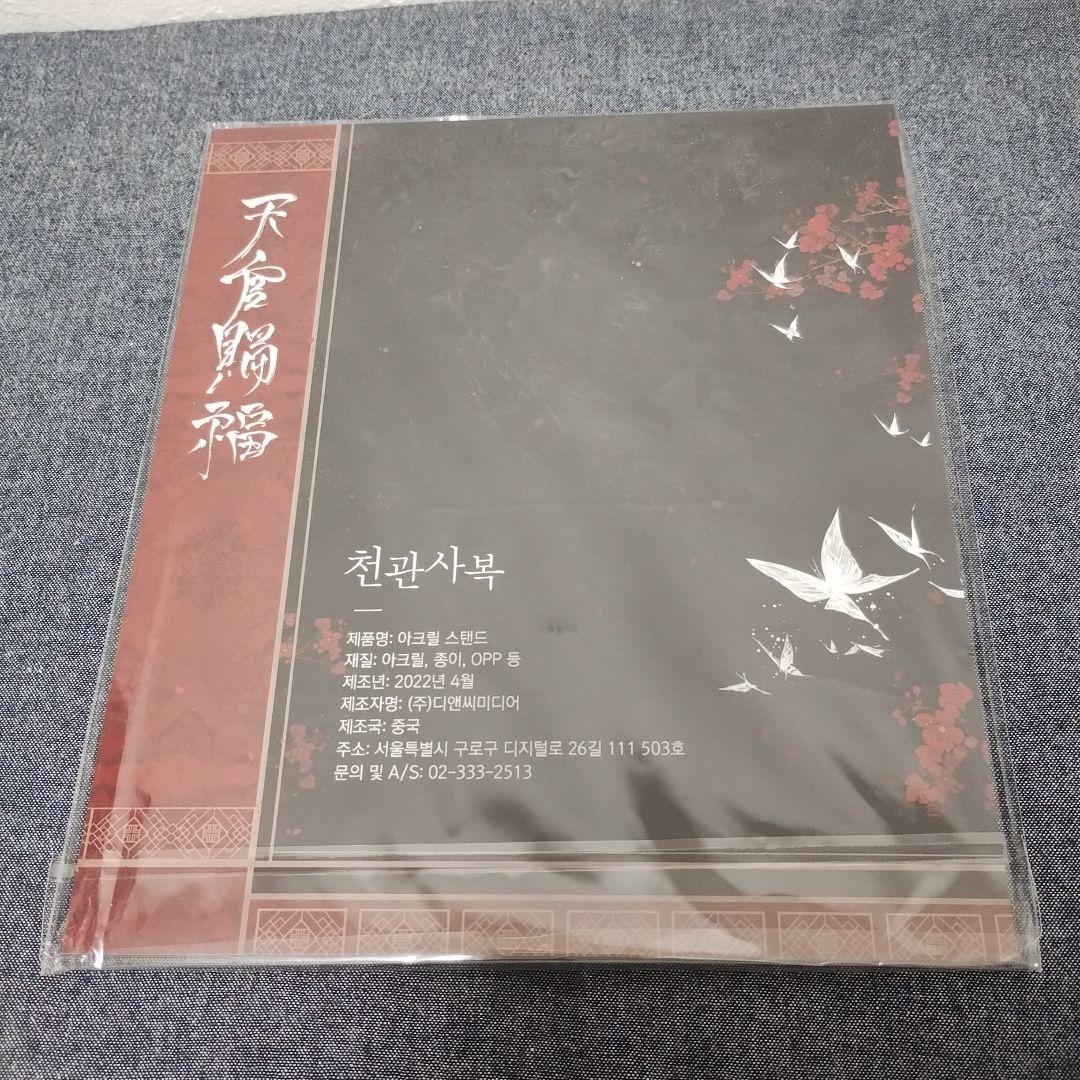 天官賜福
천관사복
제품명: 아크릴 스탠드
재질: 아크릴, 종이, OPP 등
제조년: 2022년 4월
제조자명: (주)디앤씨미디어
제조국: 중국
주소: 서울특별시 구로구 디지털로 26길 111 503호
문의 및 A/S: 02-333-2513